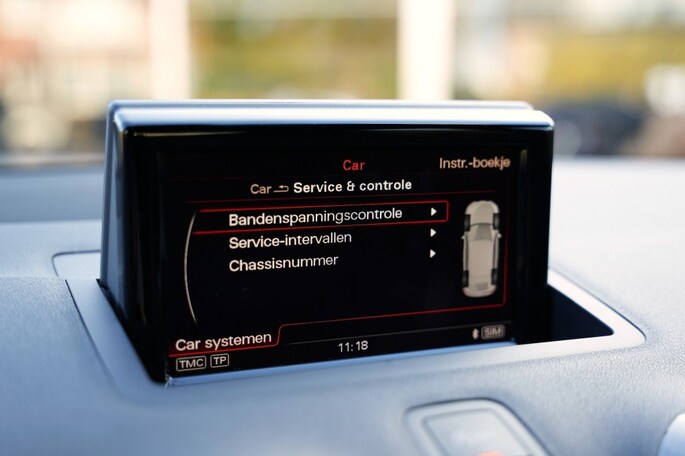 Car
Instr.-boekje
Car Service & controle
Bandenspanningscontrole
Service-intervallen
Chassisnummer
Car systemen
11:18
SIM
TMC TP